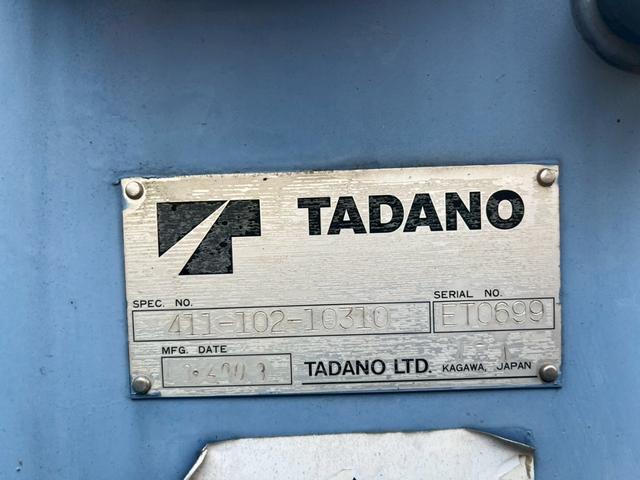 TADANO
SPEC. NO.
SERIAL NO.
411-102-10310
ET0699
MFG. DATE
TADANO LTD.
KAGAWA, JAPAN